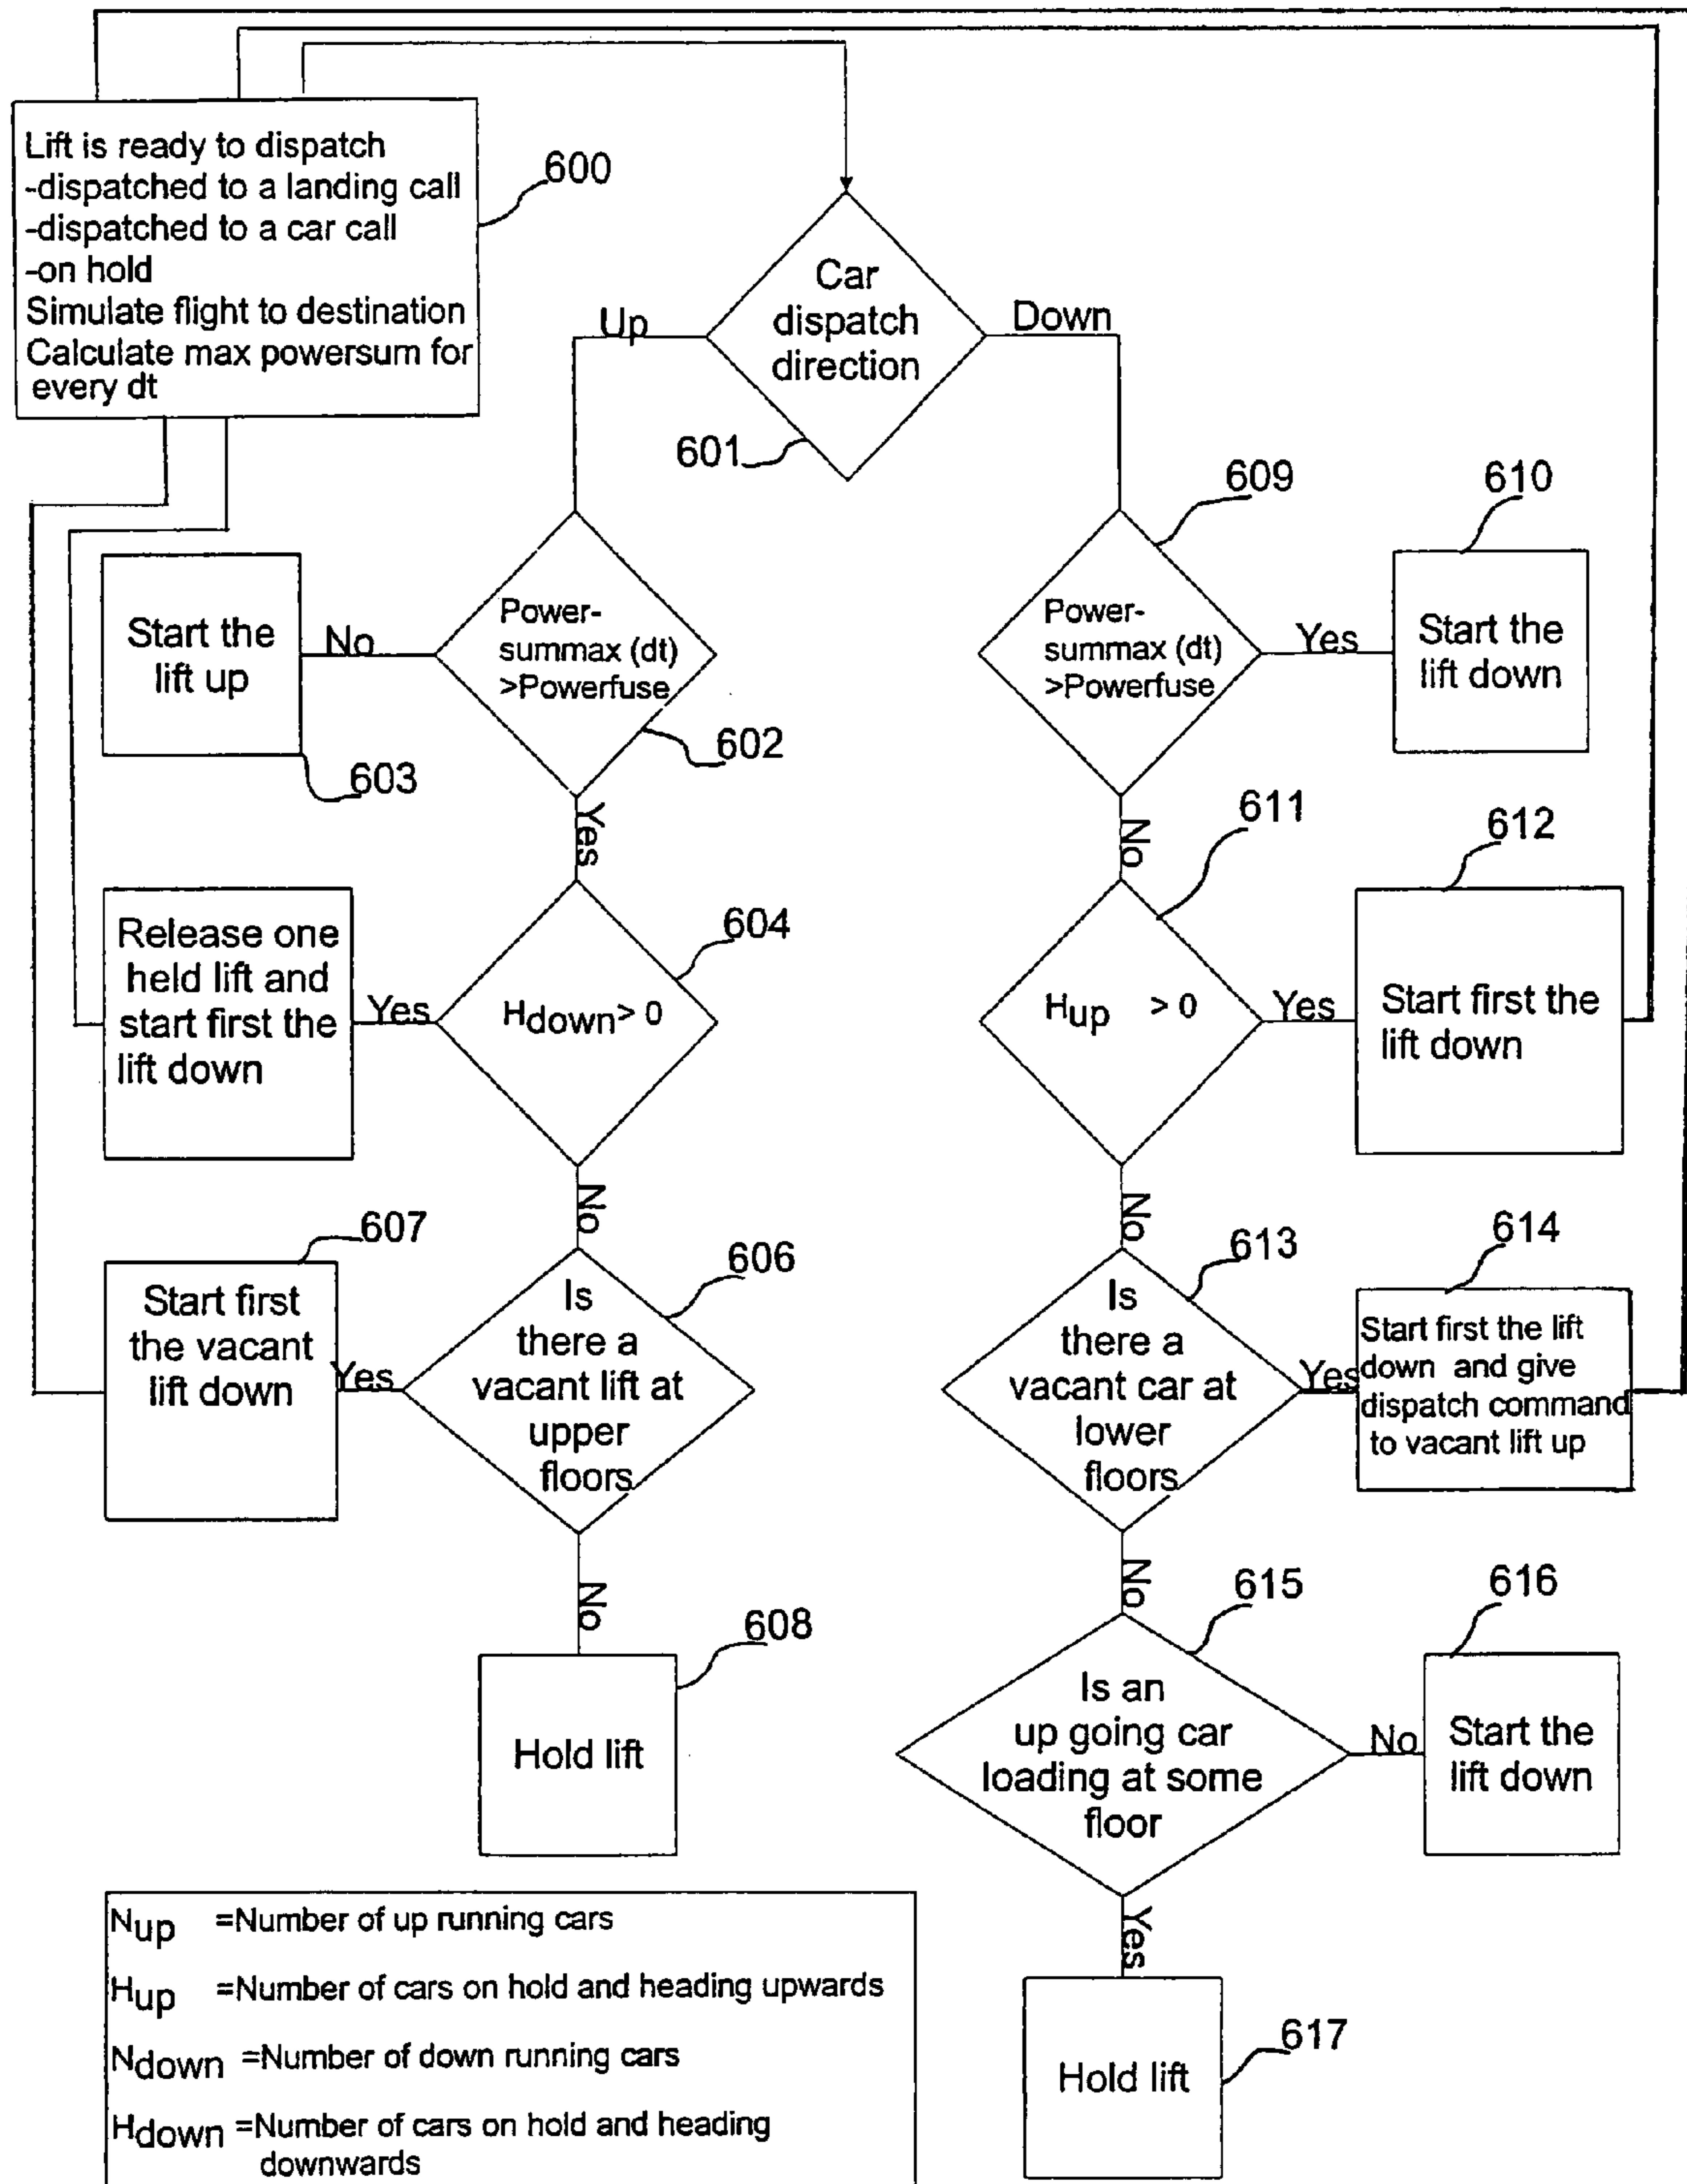 Lift is ready to dispatch
-dispatched to a landing call
-dispatched to a car call
-on hold
Simulate flight to destination
Calculate max powersum for
every dt
600
Car
dispatch
direction
Up
Down
601
609
610
Start the
lift up
No
Power-
summax (dt)
>Powerfuse
Power-
summax (dt)
>Powerfuse
Yes
Start the
lift down
603
602
Yes
No
611
612
Release one
held lift and
start first the
lift down
Yes
Hdown> 0
604
Hup > 0
Yes
Start first the
lift down
No
No
607
606
613
614
Start first
the vacant
lift down
Yes
Is
there a
vacant lift at
upper
floors
Is
there a
vacant car at
lower
floors
Yes
Start first the lift
down and give
dispatch command
to vacant lift up
No
No
608
615
616
Hold lift
Is an
up going car
loading at some
floor
No
Start the
lift down
Yes
617
Hold lift
Nup =Number of up running cars
Hup =Number of cars on hold and heading upwards
Ndown =Number of down running cars
Hdown =Number of cars on hold and heading
downwards